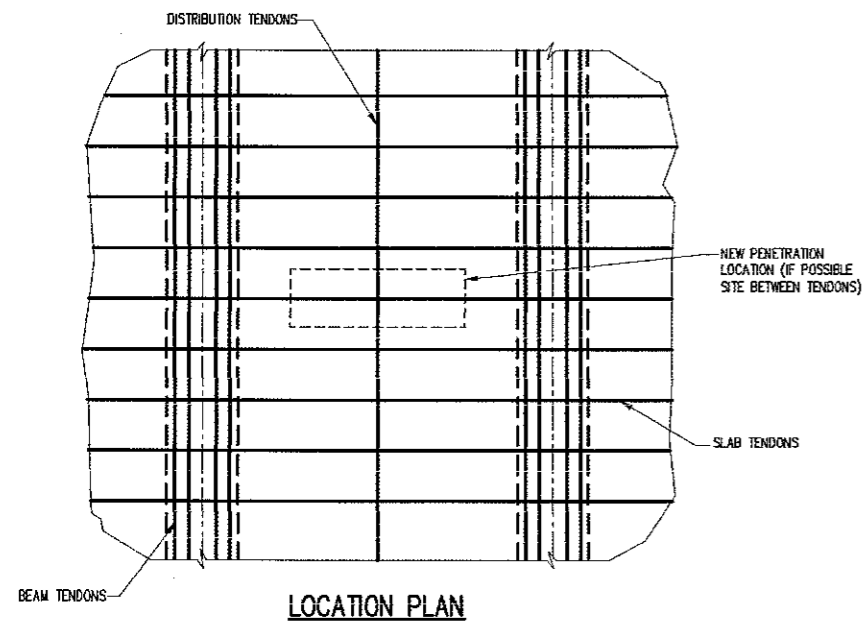 DISTRIBUTION TENDONS
NEW PENETRATION
LOCATION (IF POSSIBLE
SITE BETWEEN TENDONS)
SLAB TENDONS
BEAM TENDONS
LOCATION PLAN